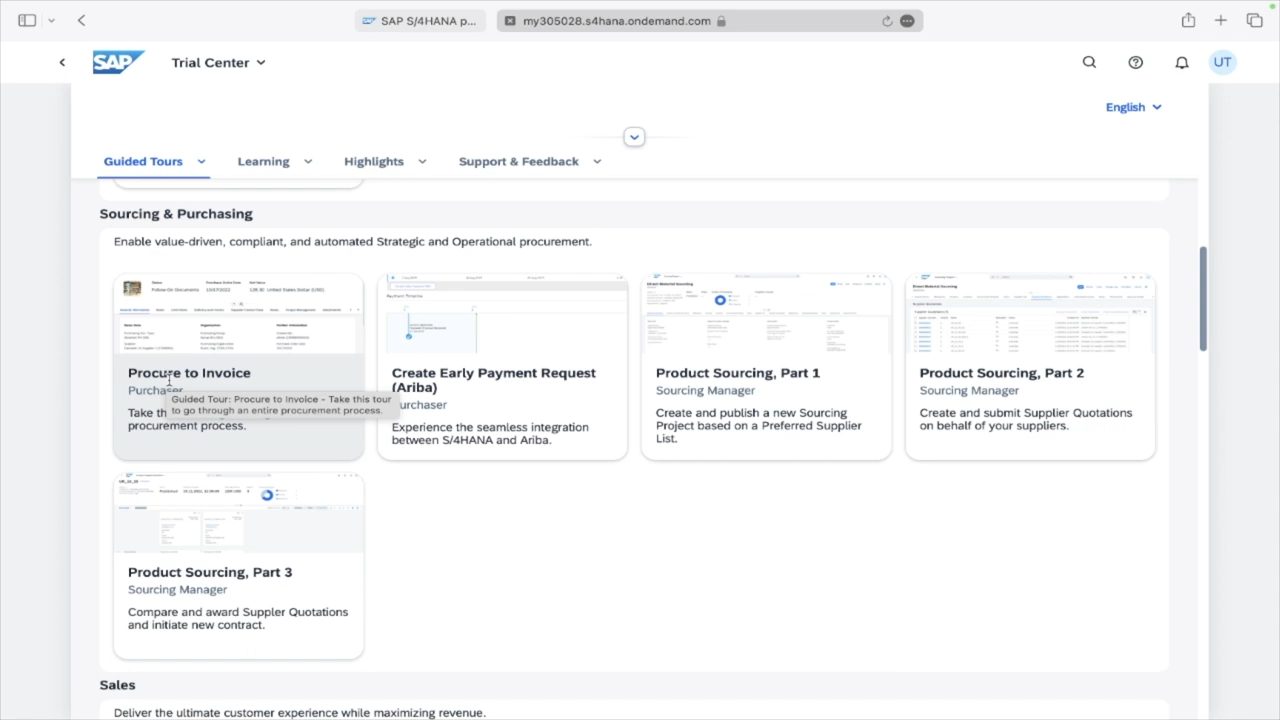 SAP S/4HANA p...
my305028.s4hana.ondemand.com
SAP
Trial Center
UT
English
Guided Tours
Learning
Highlights
Support & Feedback
Sourcing & Purchasing
Enable value-driven, compliant, and automated Strategic and Operational procurement.
Procure to Invoice
Purchaser
Take th
procurement process.
Guided Tour: Procure to Invoice - Take this tour
to go through an entire procurement process.
Create Early Payment Request
(Ariba)
urchaser
Experience the seamless integration
between S/4HANA and Ariba.
Product Sourcing, Part 1
Sourcing Manager
Create and publish a new Sourcing
Project based on a Preferred Supplier
List.
Product Sourcing, Part 2
Sourcing Manager
Create and submit Supplier Quotations
on behalf of your suppliers.
Product Sourcing, Part 3
Sourcing Manager
Compare and award Suppler Quotations
and initiate new contract.
Sales
Deliver the ultimate customer experience while maximizing revenue.